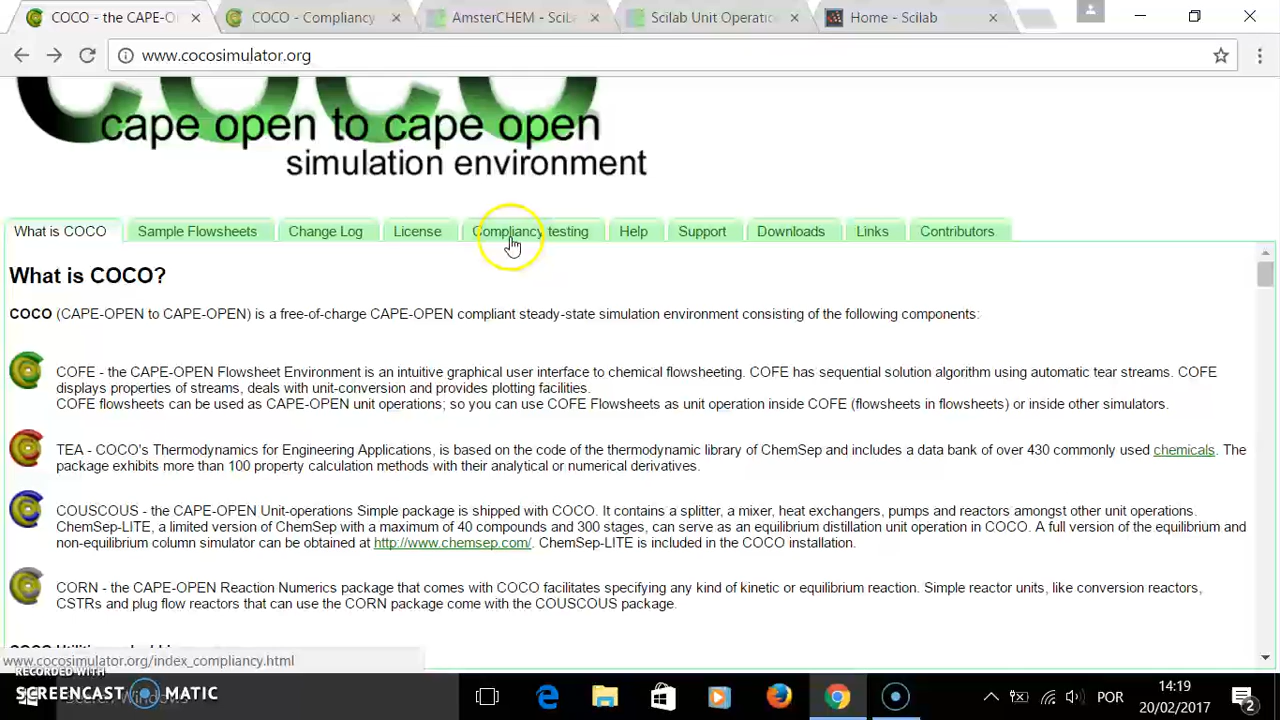 COCO - the CAPE-O
COCO - Compliancy
AmsterCHEM - SciL
Scilab Unit Operatio
Home - Scilab
www.cocosimulator.org
COCO
cape open to cape open
simulation environment
What is COCO
Sample Flowsheets
Change Log
License
Compliancy testing
Help
Support
Downloads
Links
Contributors
What is COCO?
COCO (CAPE-OPEN to CAPE-OPEN) is a free-of-charge CAPE-OPEN compliant steady-state simulation environment consisting of the following components:
COFE - the CAPE-OPEN Flowsheet Environment is an intuitive graphical user interface to chemical flowsheeting. COFE has sequential solution algorithm using automatic tear streams. COFE
displays properties of streams, deals with unit-conversion and provides plotting facilities.
COFE flowsheets can be used as CAPE-OPEN unit operations; so you can use COFE Flowsheets as unit operation inside COFE (flowsheets in flowsheets) or inside other simulators.
TEA - COCO's Thermodynamics for Engineering Applications, is based on the code of the thermodynamic library of ChemSep and includes a data bank of over 430 commonly used chemicals. The
package exhibits more than 100 property calculation methods with their analytical or numerical derivatives.
COUSCOUS - the CAPE-OPEN Unit-operations Simple package is shipped with COCO. It contains a splitter, a mixer, heat exchangers, pumps and reactors amongst other unit operations.
ChemSep-LITE, a limited version of ChemSep with a maximum of 40 compounds and 300 stages, can serve as an equilibrium distillation unit operation in COCO. A full version of the equilibrium and
non-equilibrium column simulator can be obtained at http://www.chemsep.com/. ChemSep-LITE is included in the COCO installation.
CORN - the CAPE-OPEN Reaction Numerics package that comes with COCO facilitates specifying any kind of kinetic or equilibrium reaction. Simple reactor units, like conversion reactors,
CSTRs and plug flow reactors that can use the CORN package come with the COUSCOUS package.
www.cocosimulator.org/index_compliancy.html
RECORDED WITH
SCREENCAST MATIC
POR
14:19
20/02/2017
2